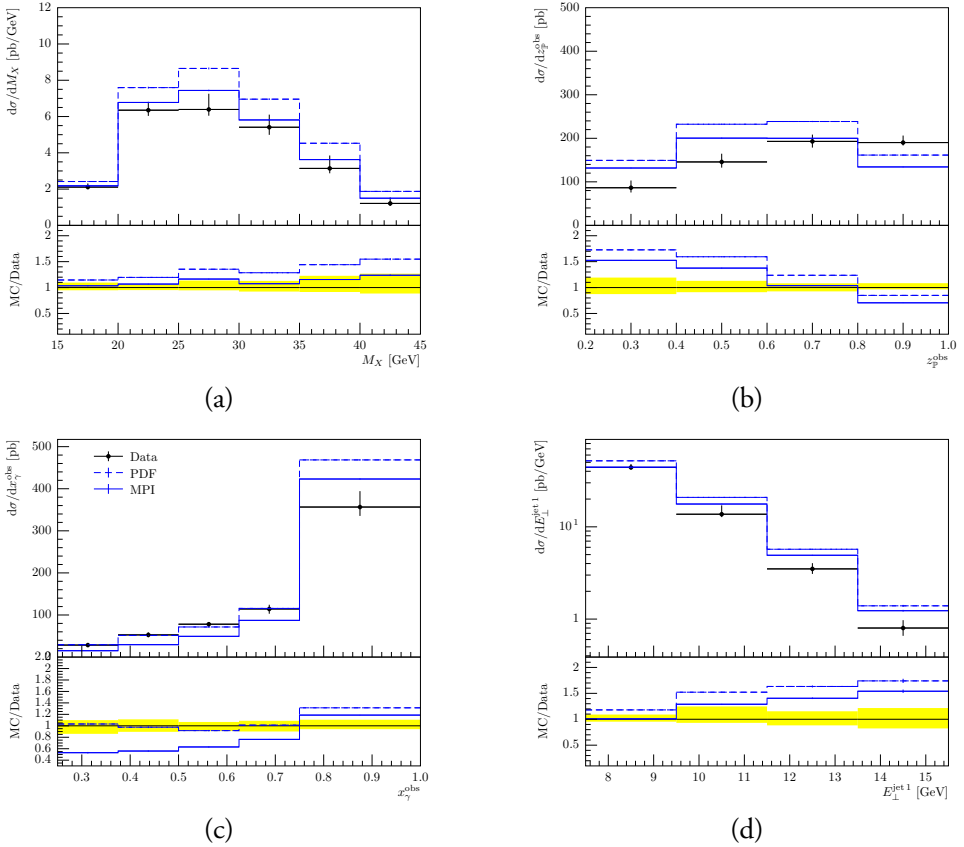 dσ/dM_X [pb/GeV]
12
10
8
6
4
2
0
MC/Data
2
1.5
1
0.5
15 20 25 30 35 40 45
M_X [GeV]
(a)
dσ/dz_ℙ^obs [pb]
500
400
300
200
100
0
MC/Data
2
1.5
1
0.5
0.2 0.3 0.4 0.5 0.6 0.7 0.8 0.9 1.0
z_ℙ^obs
(b)
dσ/dx_γ^obs [pb]
500
400
300
200
100
Data
PDF
MPI
MC/Data
2
1.8
1.6
1.4
1.2
1
0.8
0.6
0.4
0.3 0.4 0.5 0.6 0.7 0.8 0.9 1.0
x_γ^obs
(c)
dσ/dE_⊥^jet 1 [pb/GeV]
10^1
1
MC/Data
2
1.5
1
0.5
8 9 10 11 12 13 14 15
E_⊥^jet 1 [GeV]
(d)